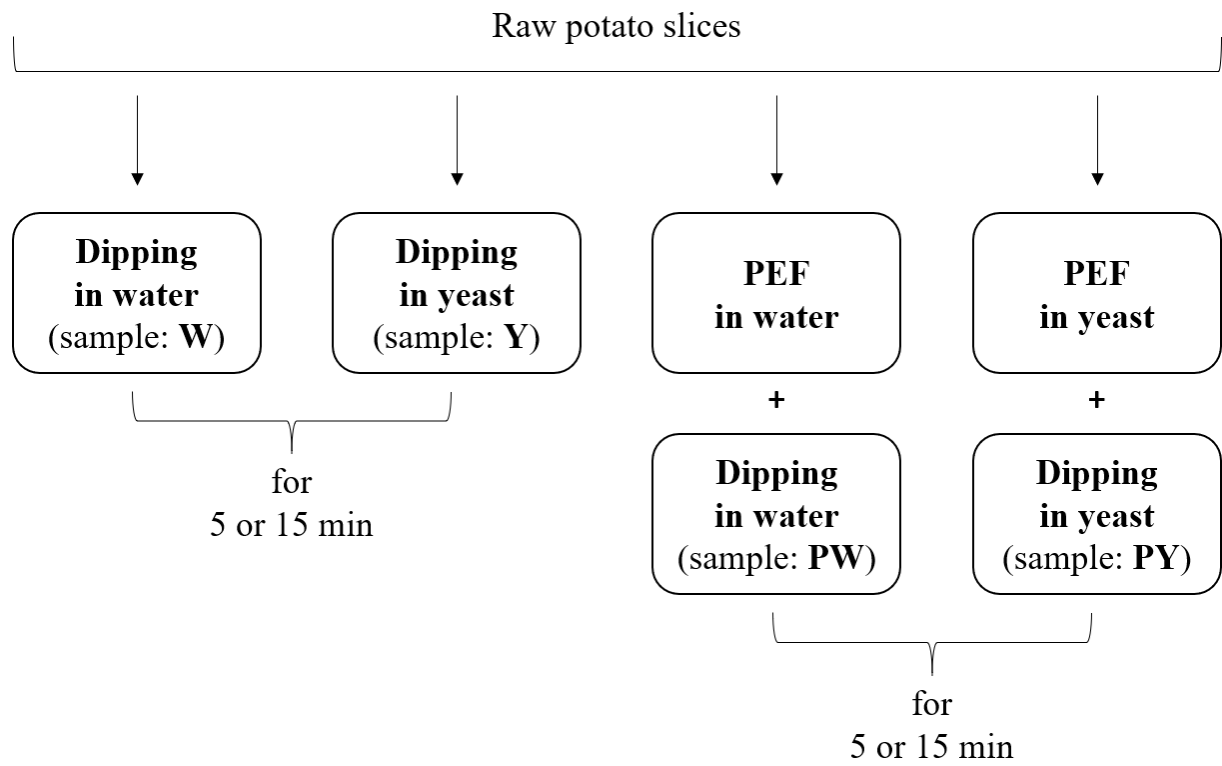 Raw potato slices
Dipping
in water
(sample: W)
Dipping
in yeast
(sample: Y)
PEF
in water
PEF
in yeast
+
+
Dipping
in water
(sample: PW)
Dipping
in yeast
(sample: PY)
for
5 or 15 min
for
5 or 15 min